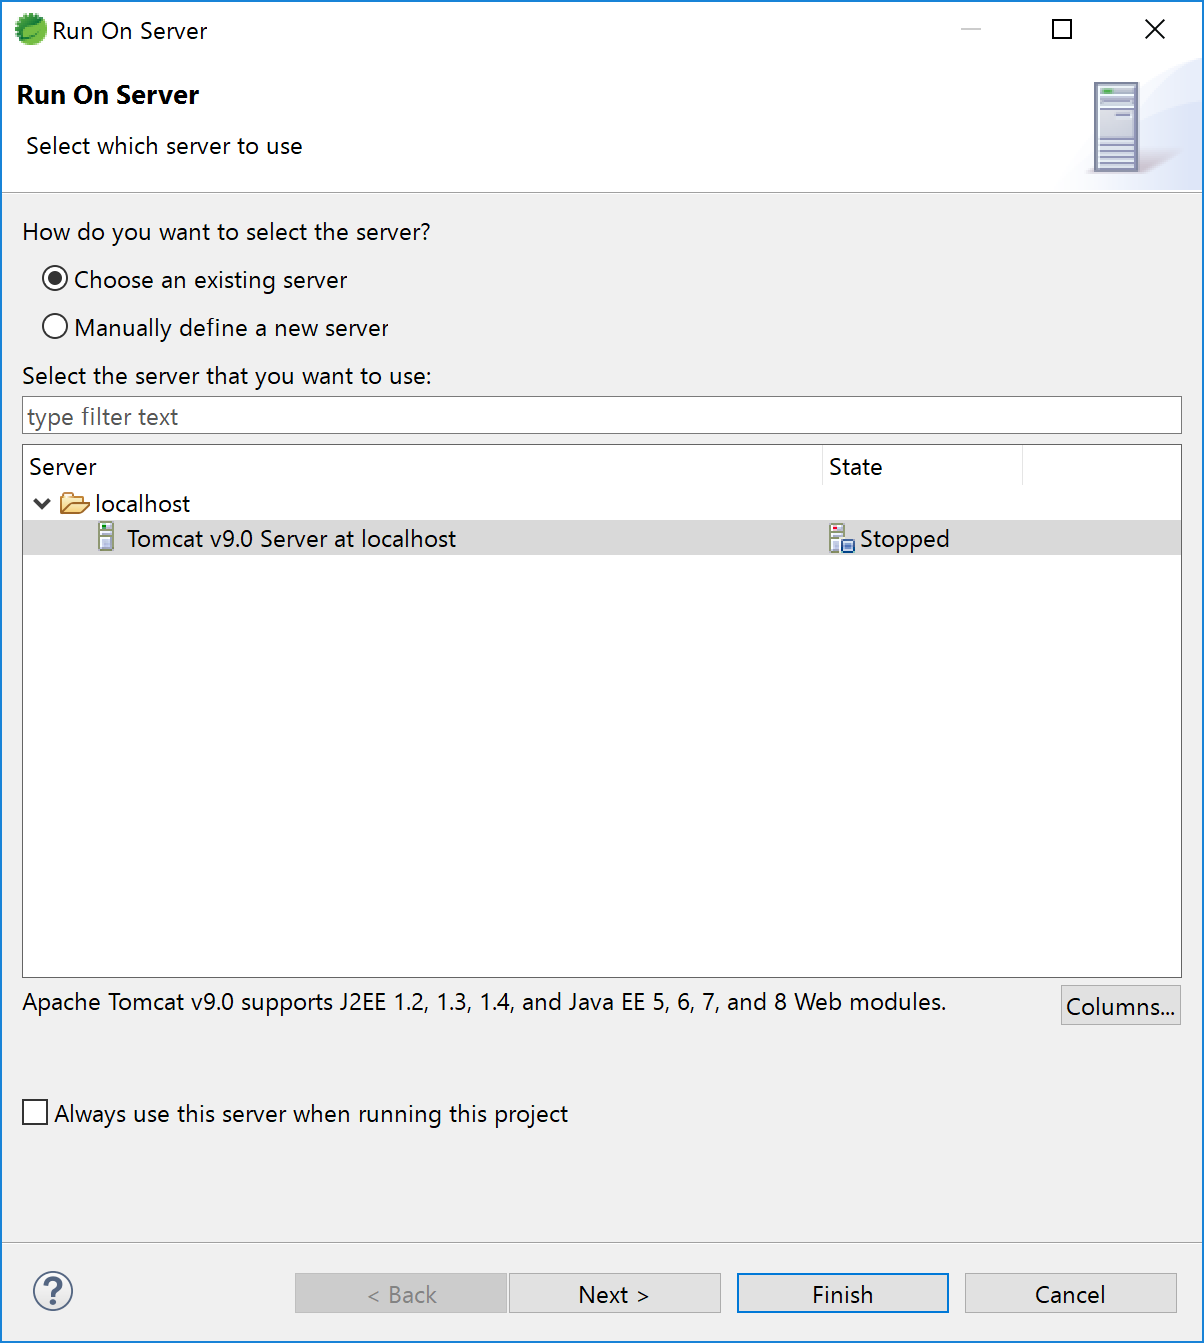 Run On Server
Run On Server
Select which server to use
How do you want to select the server?
Choose an existing server
Manually define a new server
Select the server that you want to use:
type filter text
Server State
localhost
Tomcat v9.0 Server at localhost Stopped
Apache Tomcat v9.0 supports J2EE 1.2, 1.3, 1.4, and Java EE 5, 6, 7, and 8 Web modules.
Columns...
Always use this server when running this project
? < Back Next > Finish Cancel